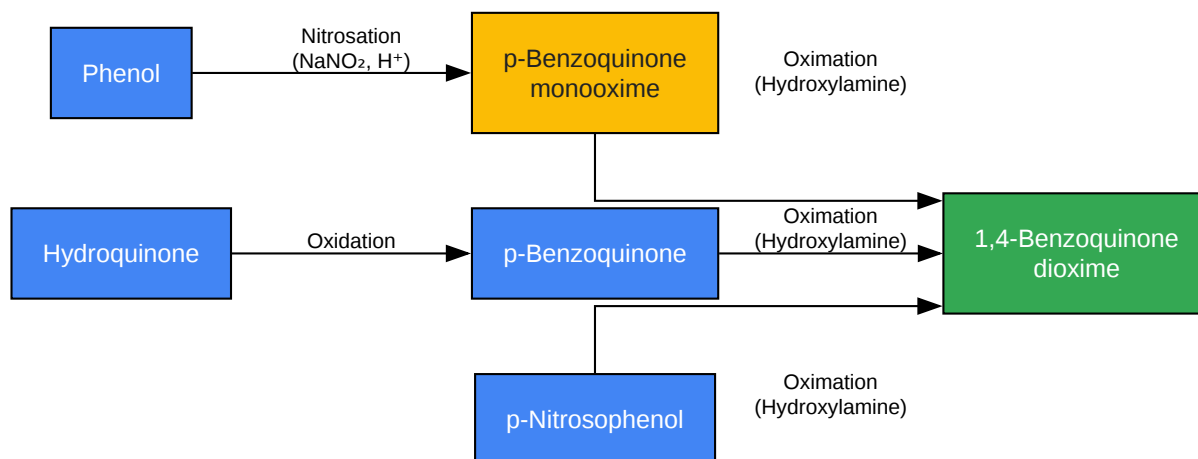 Phenol
Nitrosation
(NaNO₂, H⁺)
p-Benzoquinone
monooxime
Oximation
(Hydroxylamine)
Hydroquinone
Oxidation
p-Benzoquinone
Oximation
(Hydroxylamine)
1,4-Benzoquinone
dioxime
p-Nitrosophenol
Oximation
(Hydroxylamine)